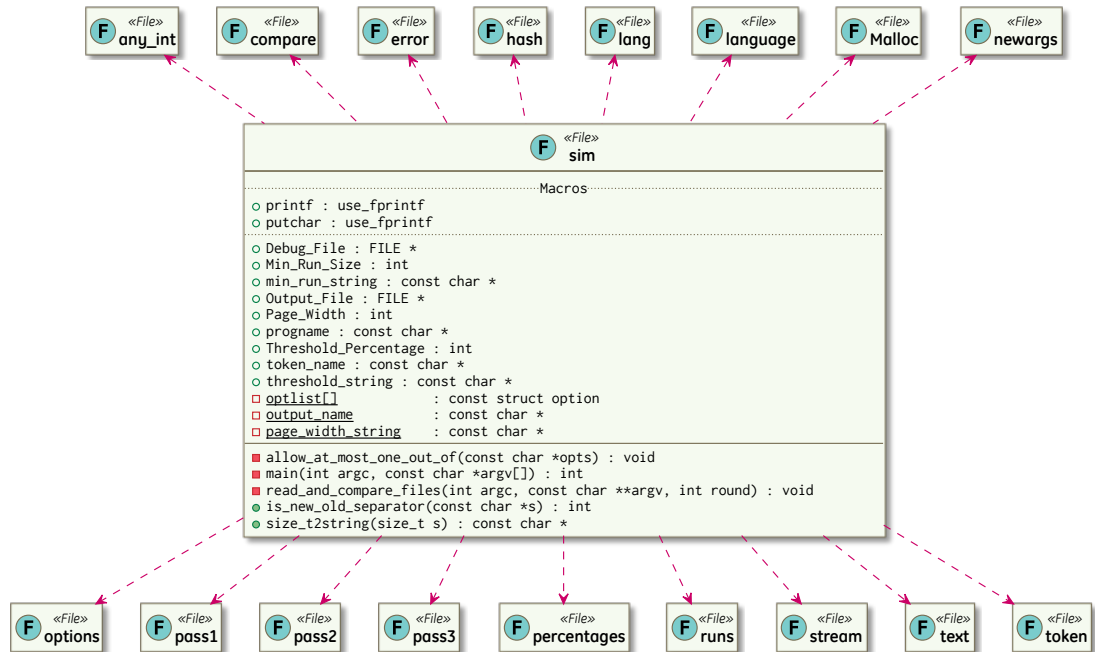 F «File» any_int
F «File» compare
F «File» error
F «File» hash
F «File» lang
F «File» language
F «File» Malloc
F «File» newargs
F «File» sim
Macros
printf : use_fprintf
putchar : use_fprintf
Debug_File : FILE *
Min_Run_Size : int
min_run_string : const char *
Output_File : FILE *
Page_Width : int
progname : const char *
Threshold_Percentage : int
token_name : const char *
threshold_string : const char *
optlist[] : const struct option
output_name : const char *
page_width_string : const char *
allow_at_most_one_out_of(const char *opts) : void
main(int argc, const char *argv[]) : int
read_and_compare_files(int argc, const char **argv, int round) : void
is_new_old_separator(const char *s) : int
size_t2string(size_t s) : const char *
F «File» options
F «File» pass1
F «File» pass2
F «File» pass3
F «File» percentages
F «File» runs
F «File» stream
F «File» text
F «File» token